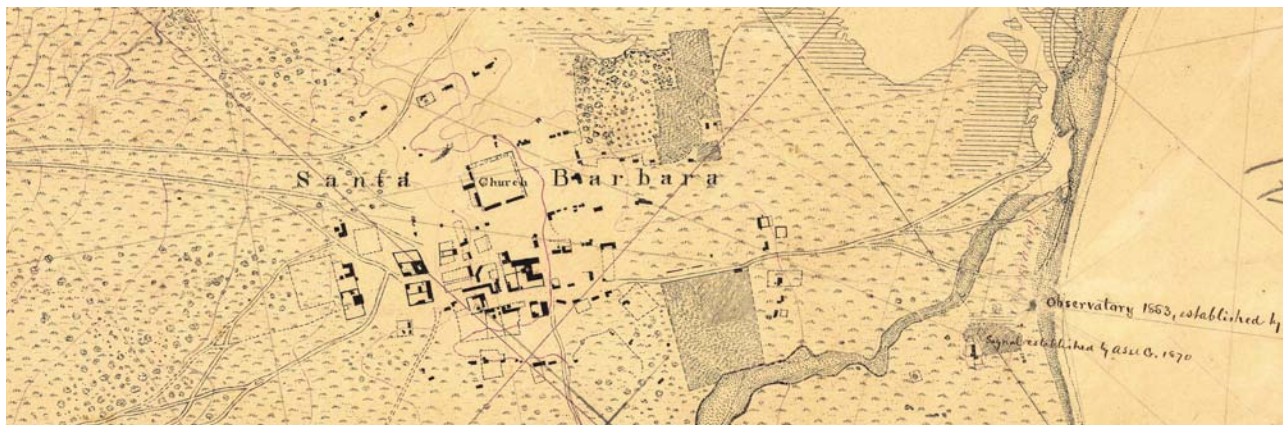 Santa Barbara
Church
Observatory 1853, established by
Signal established by 1870